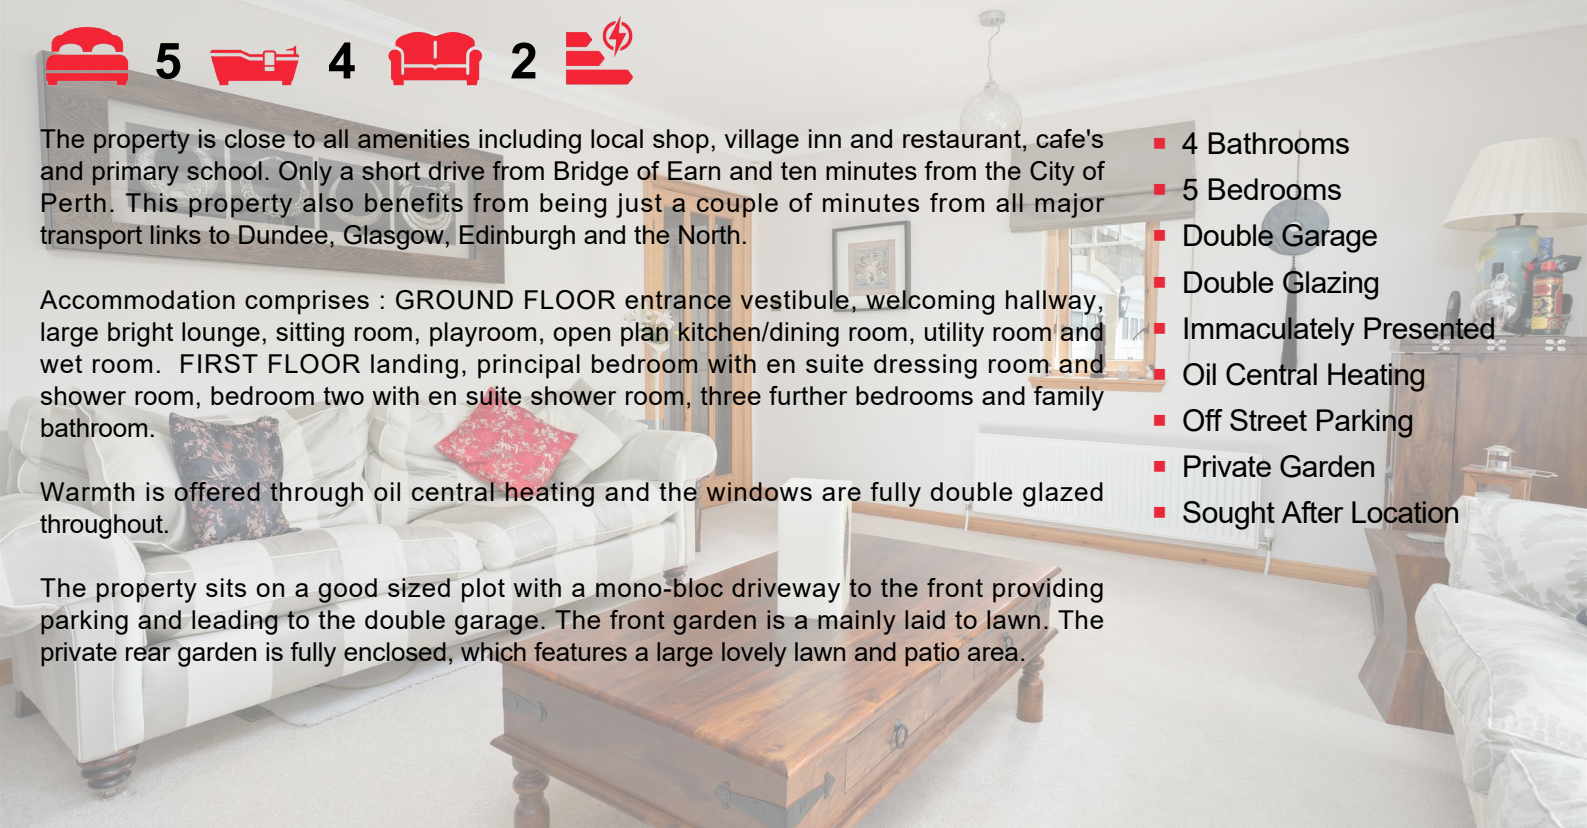 5 4 2
The property is close to all amenities including local shop, village inn and restaurant, cafe's
and primary school. Only a short drive from Bridge of Earn and ten minutes from the City of
Perth. This property also benefits from being just a couple of minutes from all major
transport links to Dundee, Glasgow, Edinburgh and the North.
Accommodation comprises : GROUND FLOOR entrance vestibule, welcoming hallway,
large bright lounge, sitting room, playroom, open plan kitchen/dining room, utility room and
wet room.  FIRST FLOOR landing, principal bedroom with en suite dressing room and
shower room, bedroom two with en suite shower room, three further bedrooms and family
bathroom.
Warmth is offered through oil central heating and the windows are fully double glazed
throughout.
The property sits on a good sized plot with a mono-bloc driveway to the front providing
parking and leading to the double garage. The front garden is a mainly laid to lawn. The
private rear garden is fully enclosed, which features a large lovely lawn and patio area.
4 Bathrooms
5 Bedrooms
Double Garage
Double Glazing
Immaculately Presented
Oil Central Heating
Off Street Parking
Private Garden
Sought After Location